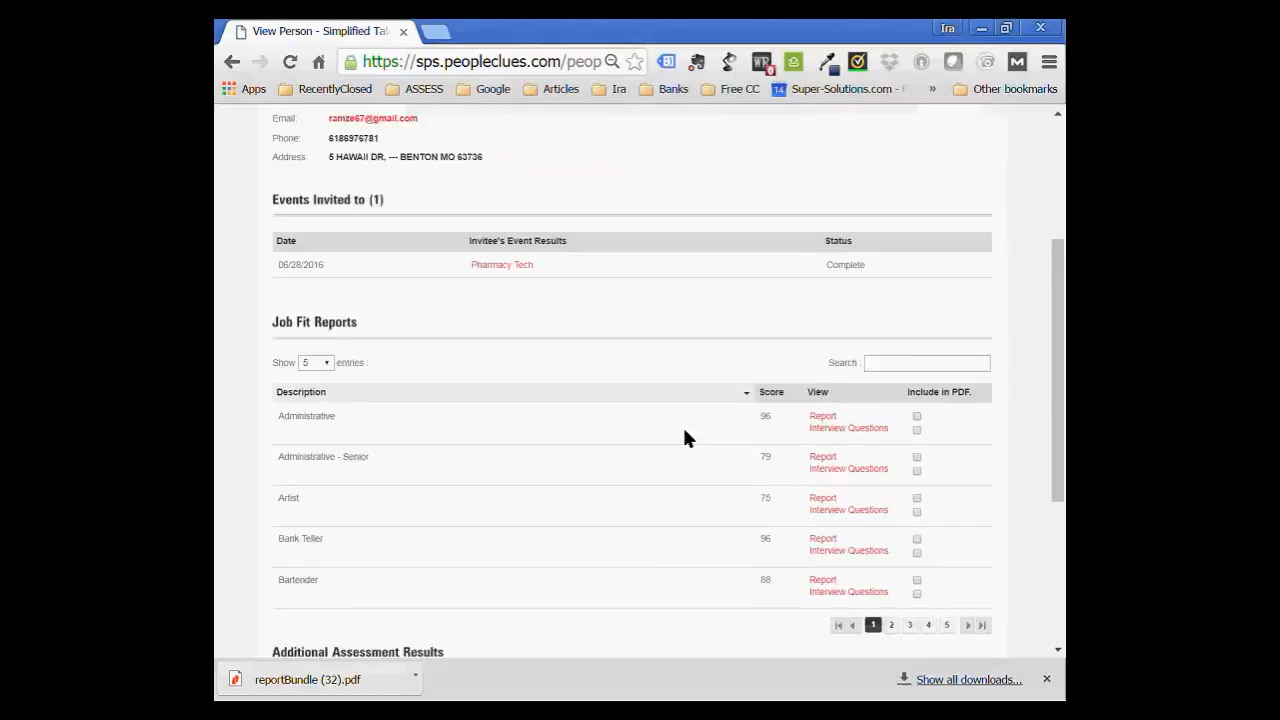 View Person - Simplified Ta
Ira
https://sps.peopleclues.com/peop
WR
0
M
Apps RecentlyClosed ASSESS Google Articles Ira Banks Free CC 14 Super-Solutions.com - » Other bookmarks
Email: ramze67@gmail.com
Phone: 6186976781
Address: 5 HAWAII DR, --- BENTON MO 63736
Events Invited to (1)
Date Invitee's Event Results Status
06/28/2016 Pharmacy Tech Complete
Job Fit Reports
Show 5 entries : Search :
Description Score View Include in PDF.
Administrative 96 Report
Interview Questions
Administrative - Senior 79 Report
Interview Questions
Artist 75 Report
Interview Questions
Bank Teller 96 Report
Interview Questions
Bartender 88 Report
Interview Questions
1 2 3 4 5
Additional Assessment Results
reportBundle (32).pdf Show all downloads...